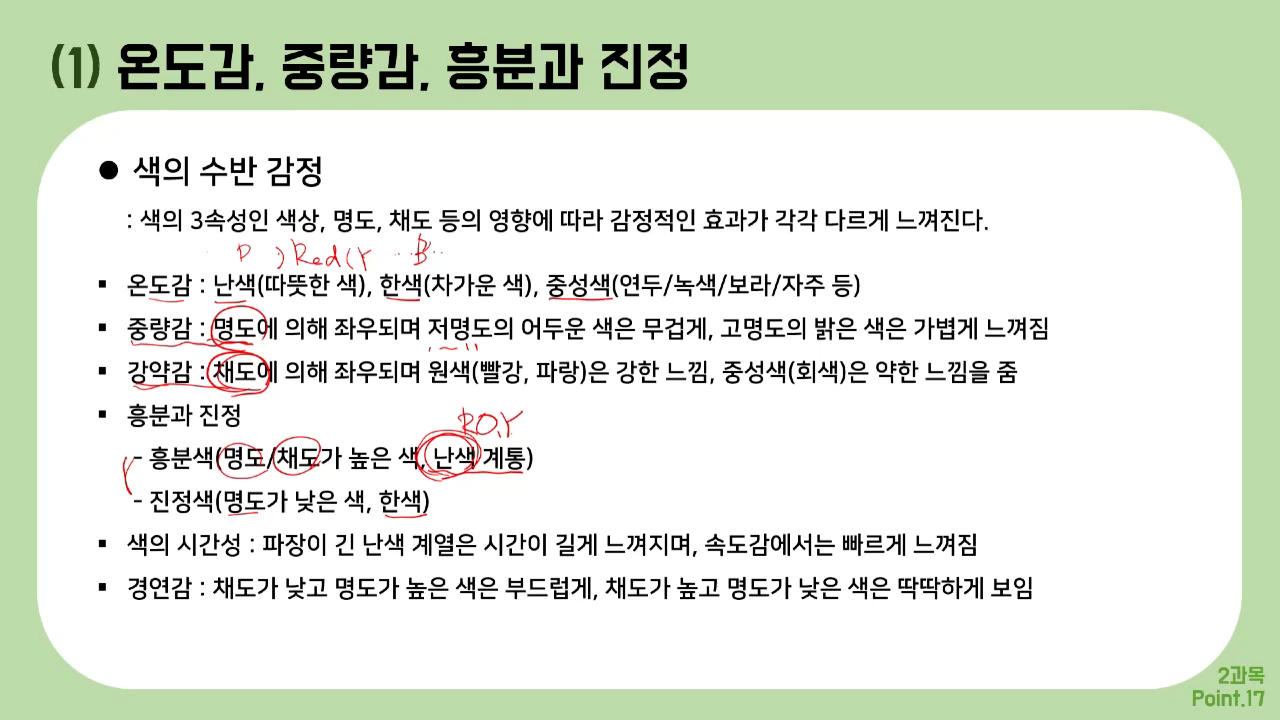 (1) 온도감, 중량감, 흥분과 진정
● 색의 수반 감정
: 색의 3속성인 색상, 명도, 채도 등의 영향에 따라 감정적인 효과가 각각 다르게 느껴진다.
P ) Red ( Y B
▪ 온도감 : 난색(따뜻한 색), 한색(차가운 색), 중성색(연두/녹색/보라/자주 등)
▪ 중량감 : 명도에 의해 좌우되며 저명도의 어두운 색은 무겁게, 고명도의 밝은 색은 가볍게 느껴짐
▪ 강약감 : 채도에 의해 좌우되며 원색(빨강, 파랑)은 강한 느낌, 중성색(회색)은 약한 느낌을 줌
▪ 흥분과 진정
R O, Y
- 흥분색(명도/채도가 높은 색, 난색 계통)
- 진정색(명도가 낮은 색, 한색)
▪ 색의 시간성 : 파장이 긴 난색 계열은 시간이 길게 느껴지며, 속도감에서는 빠르게 느껴짐
▪ 경연감 : 채도가 낮고 명도가 높은 색은 부드럽게, 채도가 높고 명도가 낮은 색은 딱딱하게 보임
2과목
Point.17